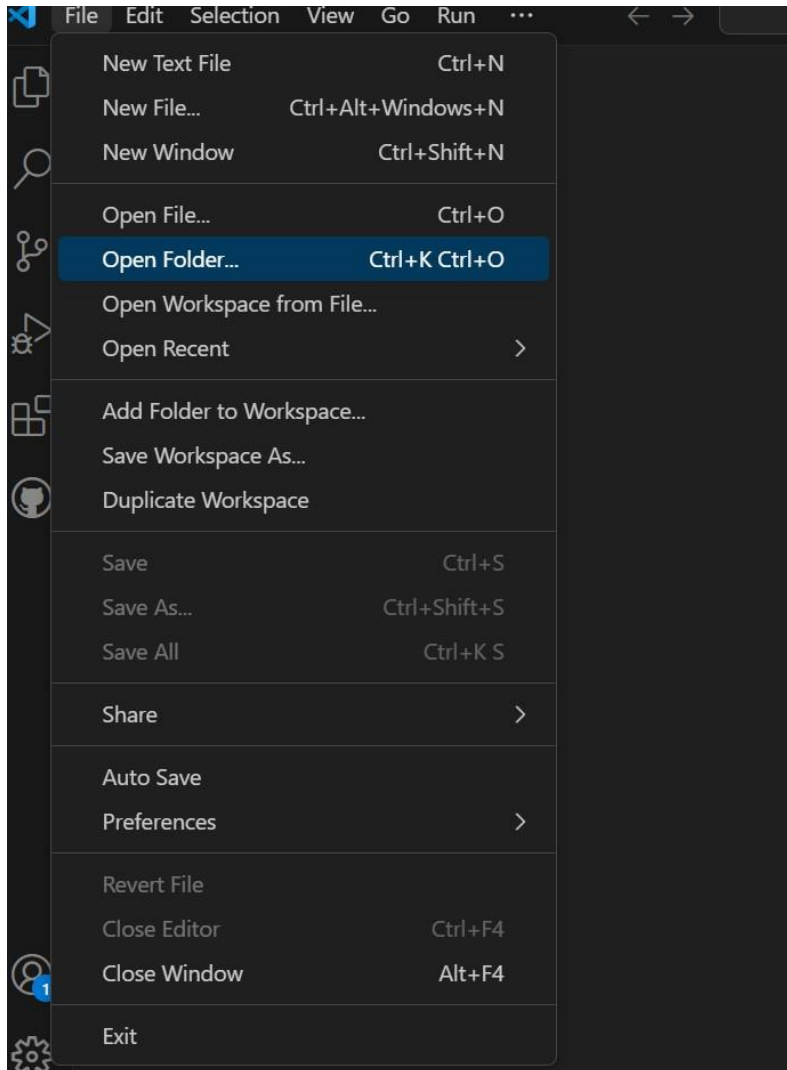 File Edit Selection View Go Run ...
New Text File Ctrl+N
New File... Ctrl+Alt+Windows+N
New Window Ctrl+Shift+N
Open File... Ctrl+O
Open Folder... Ctrl+K Ctrl+O
Open Workspace from File...
Open Recent
Add Folder to Workspace...
Save Workspace As...
Duplicate Workspace
Save Ctrl+S
Save As... Ctrl+Shift+S
Save All Ctrl+K S
Share
Auto Save
Preferences
Revert File
Close Editor Ctrl+F4
Close Window Alt+F4
1
Exit